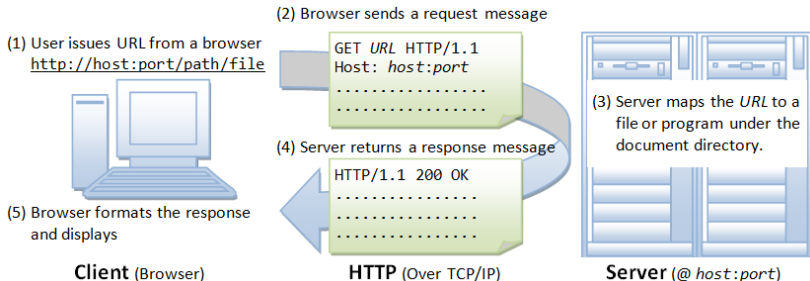 (1) User issues URL from a browser
http://host:port/path/file
(2) Browser sends a request message
GET URL HTTP/1.1
Host: host:port
................
................
(3) Server maps the URL to a
file or program under the
document directory.
(4) Server returns a response message
HTTP/1.1 200 OK
................
................
................
(5) Browser formats the response
and displays
Client (Browser)
HTTP (Over TCP/IP)
Server (@ host:port)